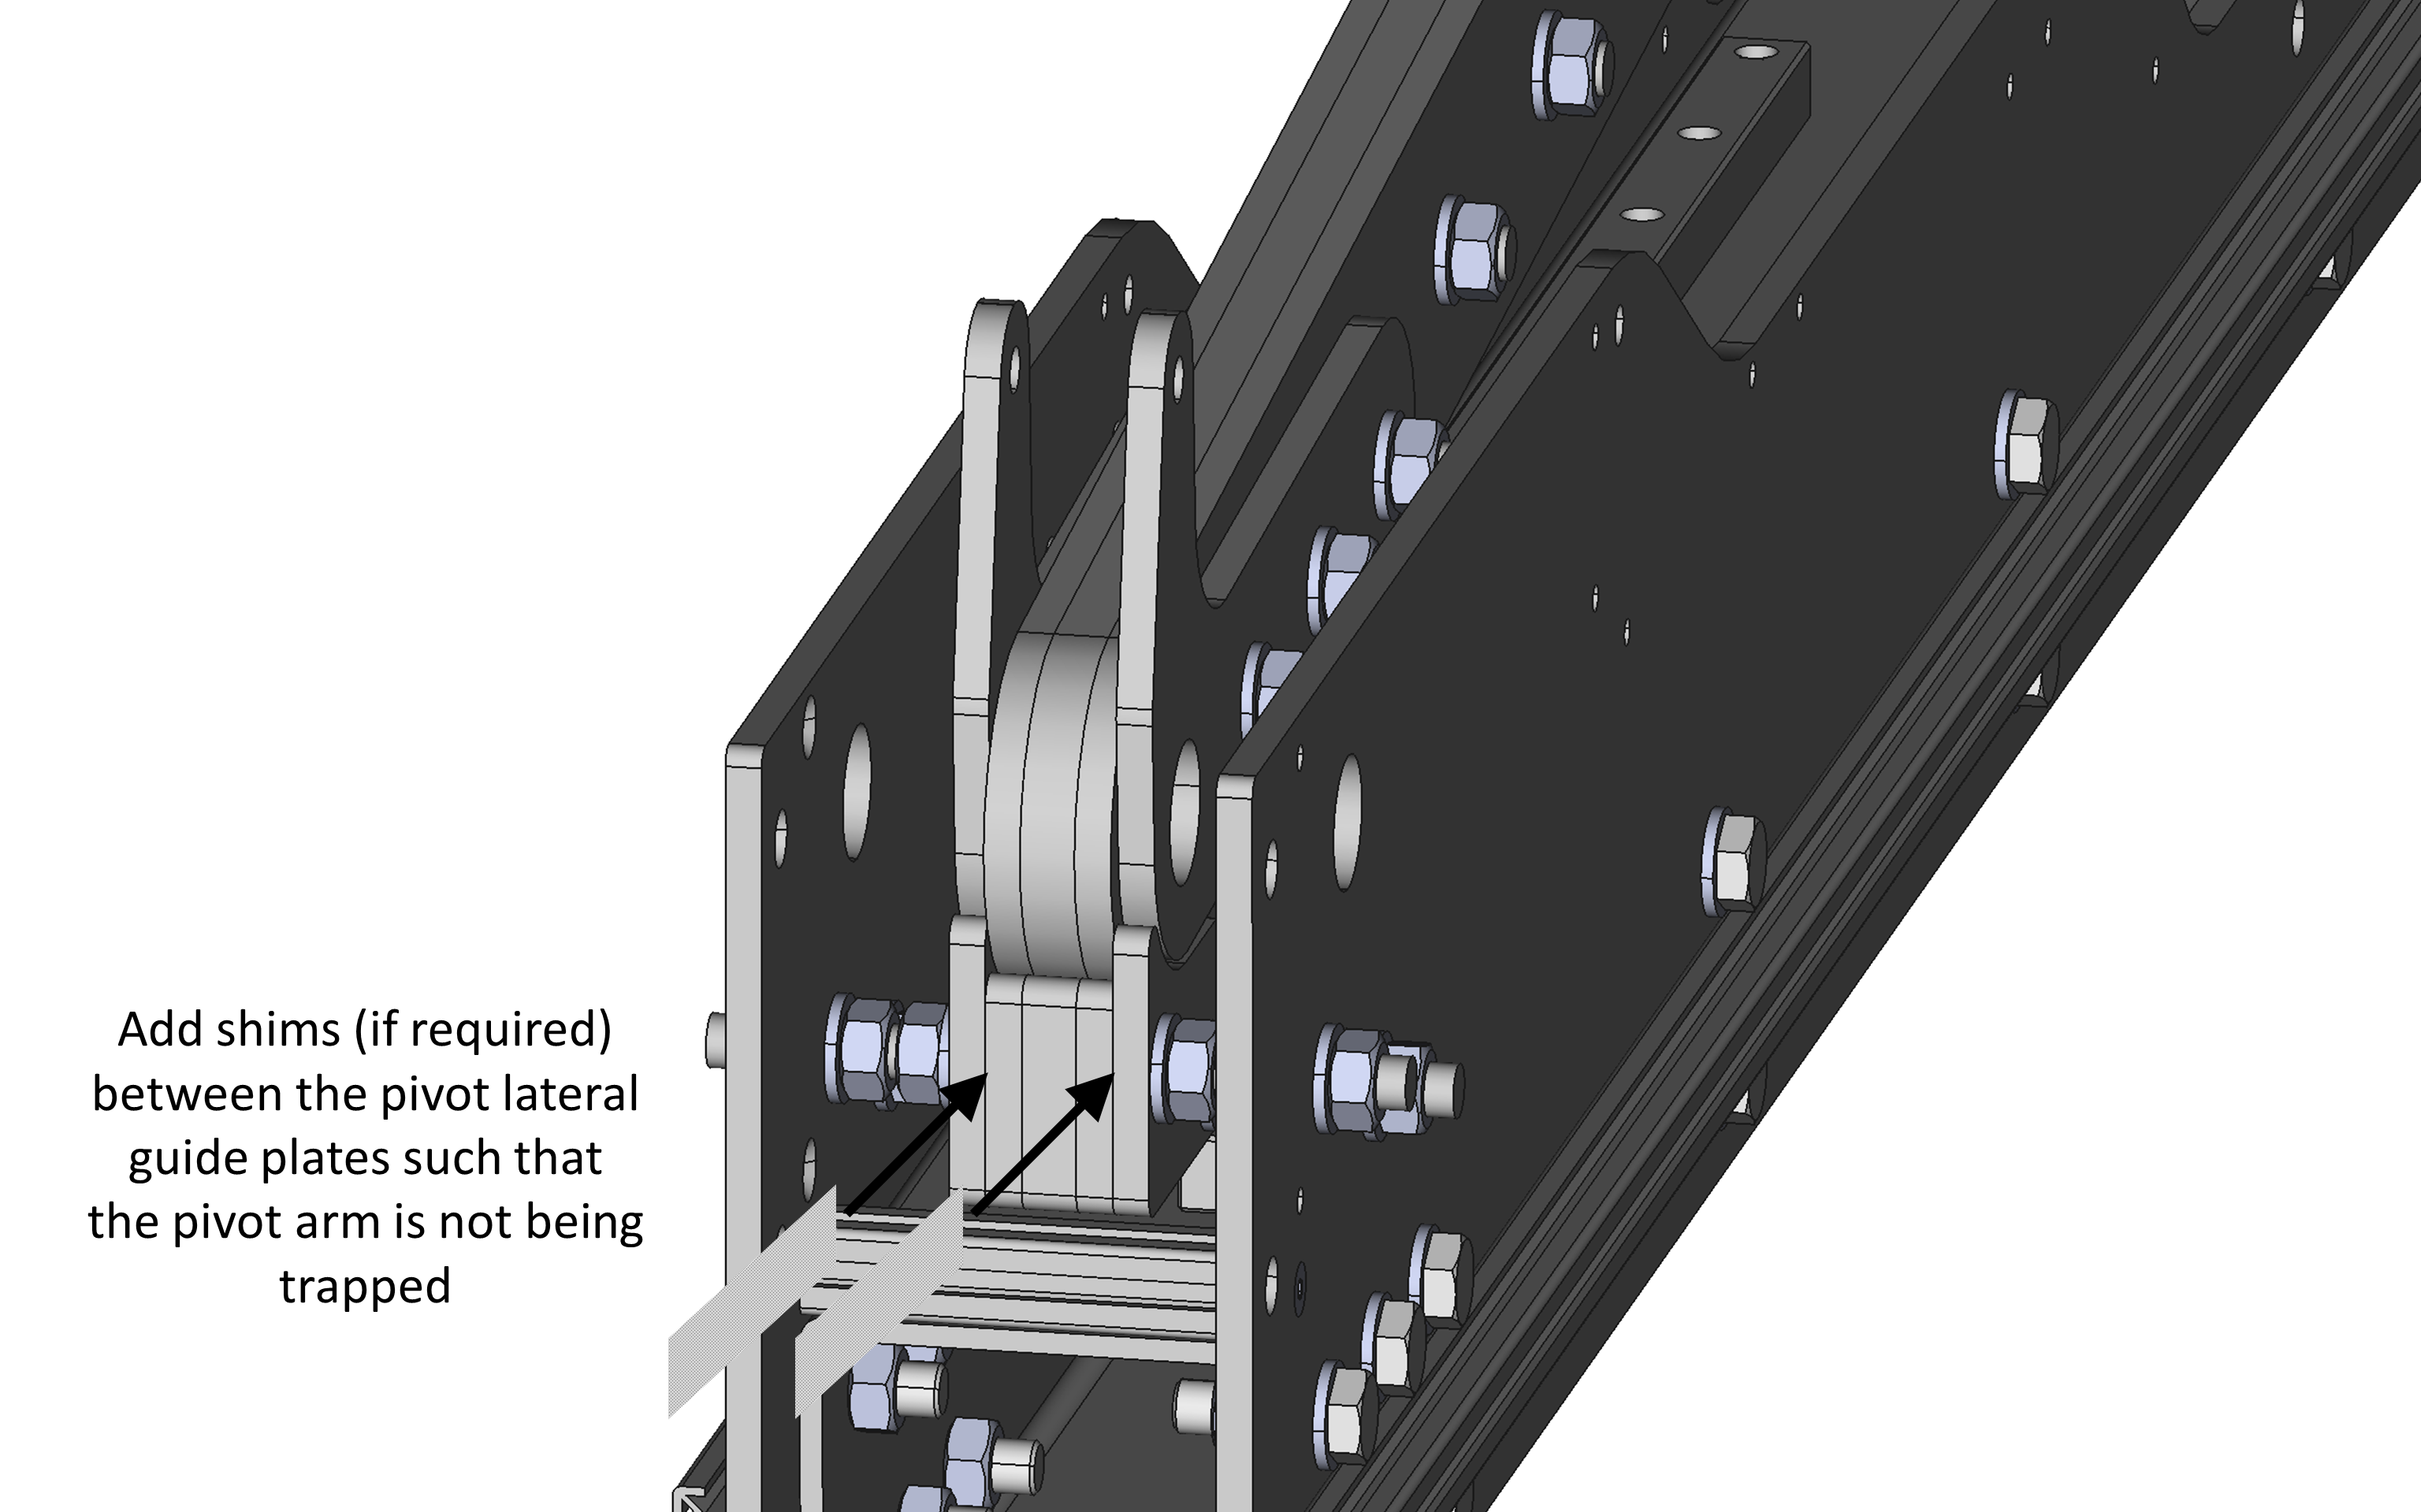 Add shims (if required)
between the pivot lateral
guide plates such that
the pivot arm is not being
trapped